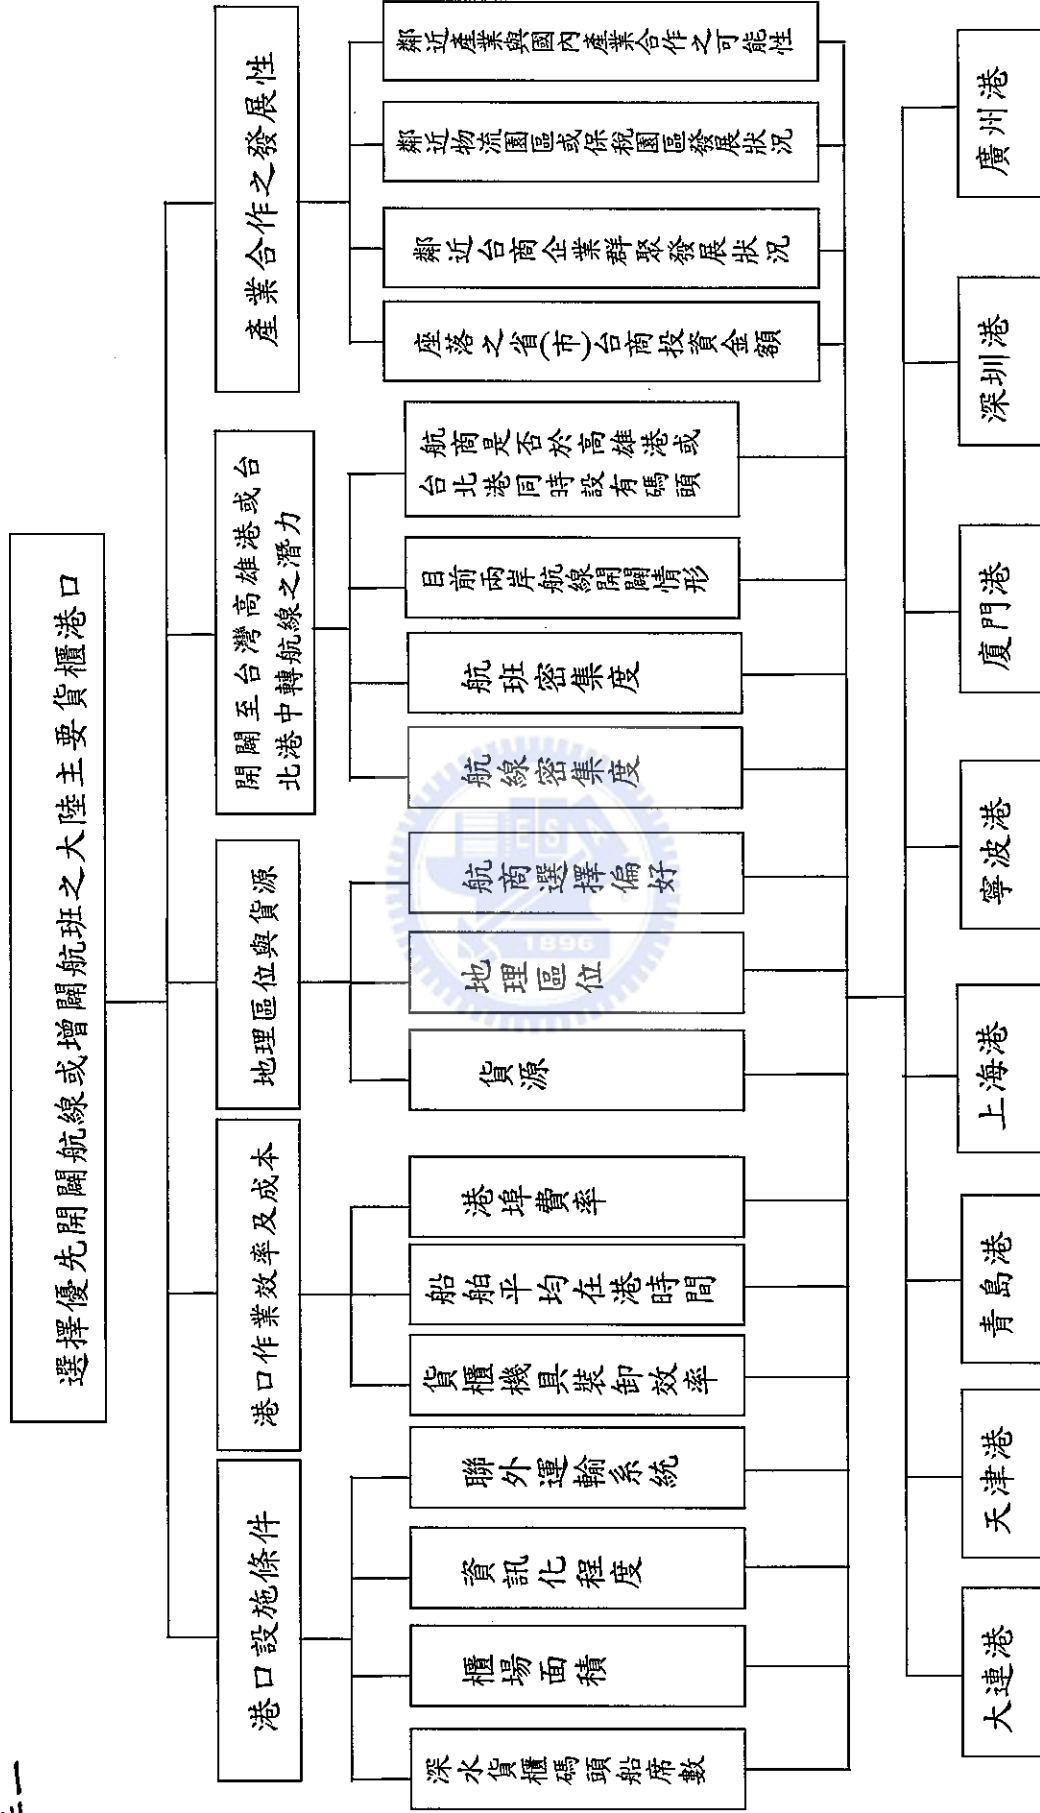 選擇優先開闢航線或增闢航班之大陸主要貨櫃港口
港口設施條件
港口作業效率及成本
地理區位與貨源
開闢至台灣高雄港或台
北港中轉航線之潛力
產業合作之發展性
深水貨櫃碼頭船席數
櫃場面積
資訊化程度
聯外運輸系統
貨櫃機具裝卸效率
船舶平均在港時間
港埠費率
貨源
地理區位
航商選擇偏好
航線密集度
航班密集度
目前兩岸航線開闢情形
航商是否於高雄港或
台北港同時設有碼頭
座落之省(市)台商投資金額
鄰近台商企業群聚發展狀況
鄰近物流園區或保稅園區發展狀況
鄰近產業與國內產業合作之可能性
ESA
1896
大連港
天津港
青島港
上海港
寧波港
廈門港
深圳港
廣州港